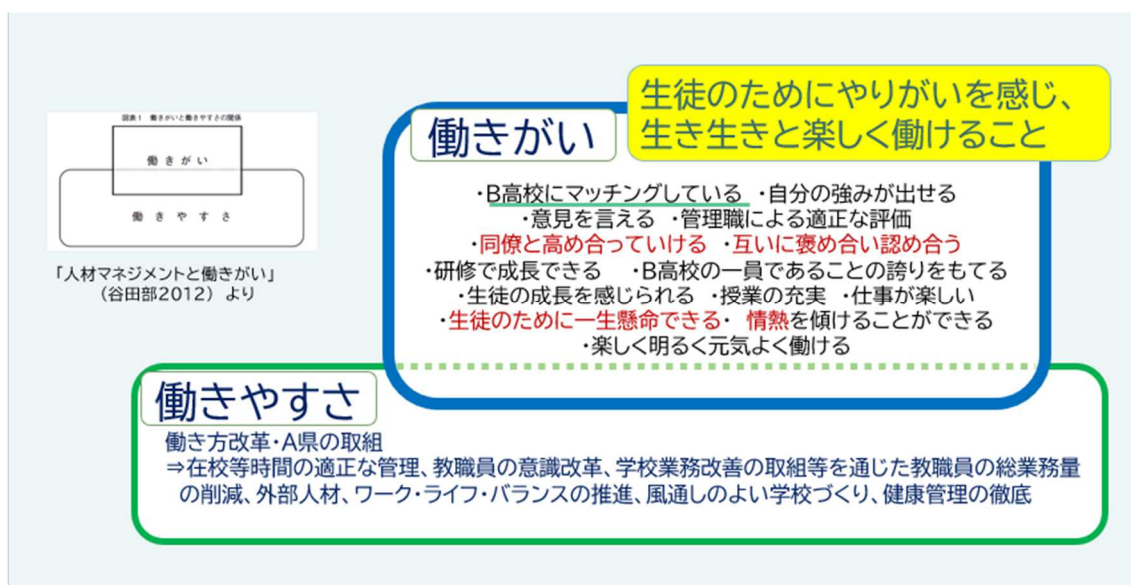 図表1 働きがいと働きやすさの関係
働きがい
働きやすさ
「人材マネジメントと働きがい」
(谷田部2012) より
生徒のためにやりがいを感じ、
生き生きと楽しく働けること
働きがい
・B高校にマッチングしている ・自分の強みが出せる
・意見を言える ・管理職による適正な評価
・同僚と高め合っていける ・互いに褒め合い認め合う
・研修で成長できる ・B高校の一員であることの誇りをもてる
・生徒の成長を感じられる ・授業の充実 ・仕事が楽しい
・生徒のために一生懸命できる・ 情熱を傾けることができる
・楽しく明るく元気よく働ける
働きやすさ
働き方改革・A県の取組
⇒在校等時間の適正な管理、教職員の意識改革、学校業務改善の取組等を通じた教職員の総業務量
の削減、外部人材、ワーク・ライフ・バランスの推進、風通しのよい学校づくり、健康管理の徹底